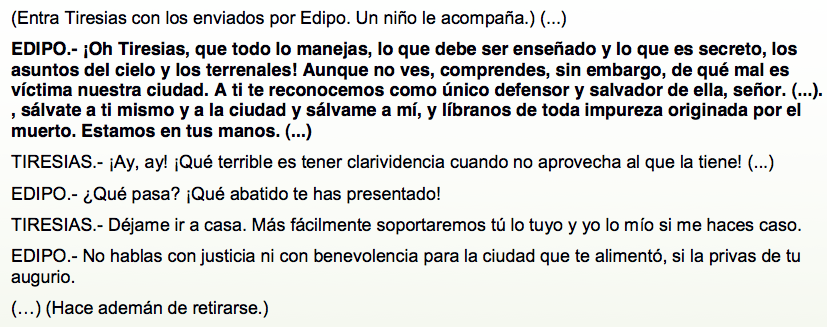 (Entra Tiresias con los enviados por Edipo. Un niño le acompaña.) (...)
EDIPO.- ¡Oh Tiresias, que todo lo manejas, lo que debe ser enseñado y lo que es secreto, los
asuntos del cielo y los terrenales! Aunque no ves, comprendes, sin embargo, de qué mal es
víctima nuestra ciudad. A ti te reconocemos como único defensor y salvador de ella, señor. (...).
, sálvate a ti mismo y a la ciudad y sálvame a mí, y líbranos de toda impureza originada por el
muerto. Estamos en tus manos. (...)
TIRESIAS.- ¡Ay, ay! ¡Qué terrible es tener clarividencia cuando no aprovecha al que la tiene! (...)
EDIPO.- ¿Qué pasa? ¡Qué abatido te has presentado!
TIRESIAS.- Déjame ir a casa. Más fácilmente soportaremos tú lo tuyo y yo lo mío si me haces caso.
EDIPO.- No hablas con justicia ni con benevolencia para la ciudad que te alimentó, si la privas de tu
augurio.
(…) (Hace ademán de retirarse.)